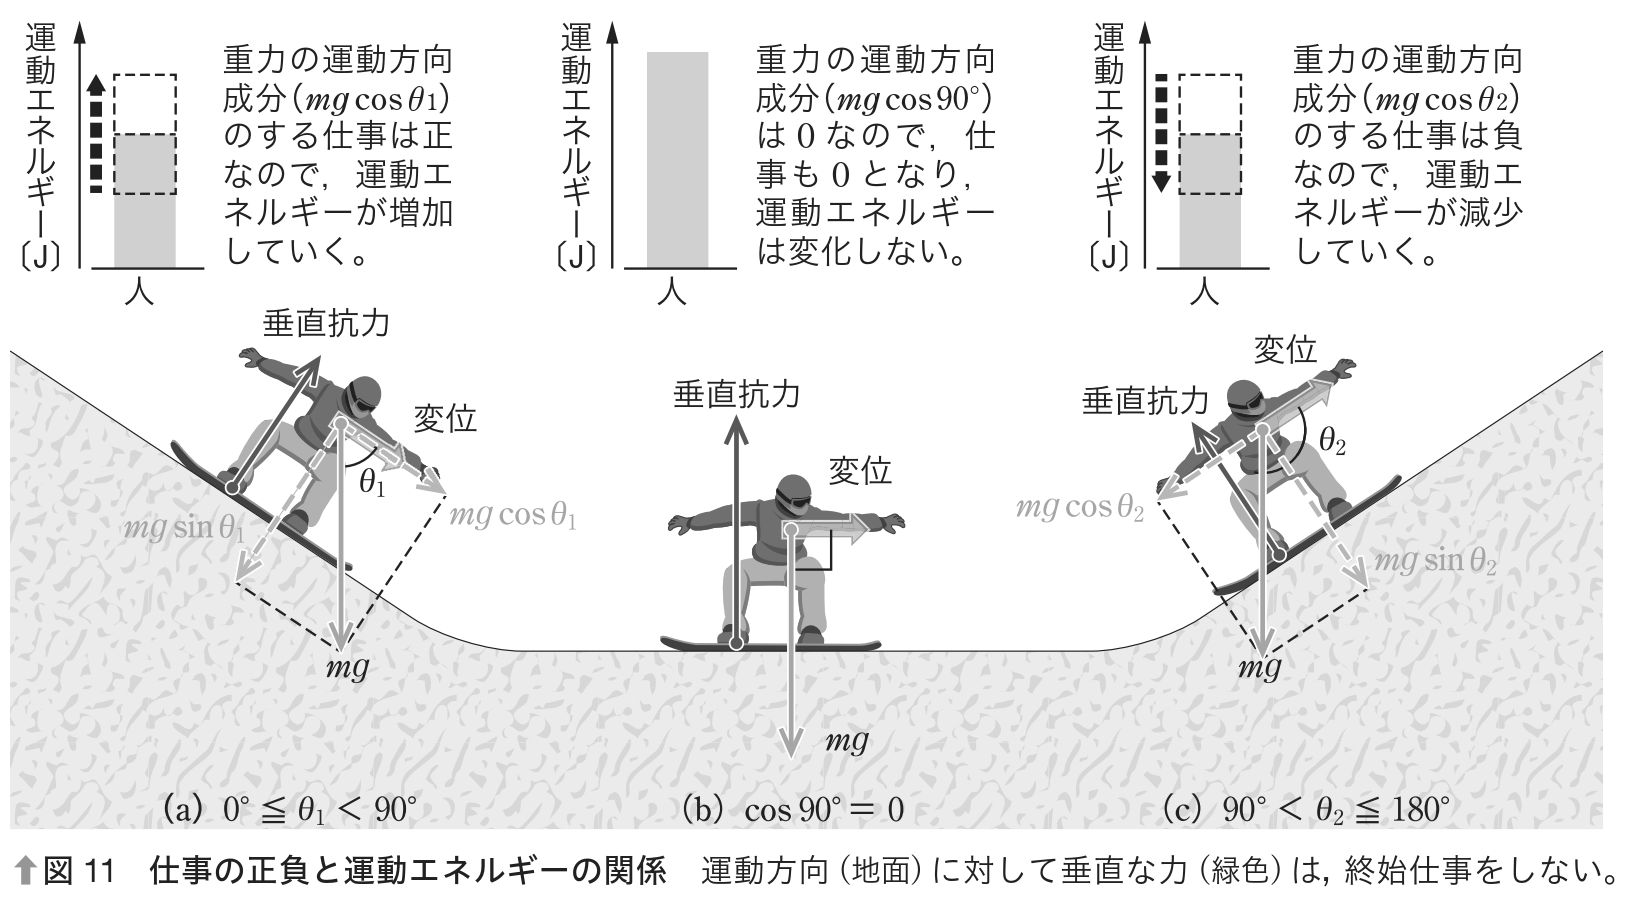 運動エネルギー〔J〕
人
重力の運動方向
成分(mg cos θ1)
のする仕事は正
なので，運動エ
ネルギーが増加
していく。
運動エネルギー〔J〕
人
重力の運動方向
成分(mg cos 90°)
は 0 なので，仕
事も 0 となり，
運動エネルギー
は変化しない。
運動エネルギー〔J〕
人
重力の運動方向
成分(mg cos θ2)
のする仕事は負
なので，運動エ
ネルギーが減少
していく。
垂直抗力
変位
θ1
mg sin θ1
mg cos θ1
mg
垂直抗力
変位
mg
変位
垂直抗力
θ2
mg cos θ2
mg sin θ2
mg
(a) 0° ≦ θ1 < 90°
(b) cos 90° = 0
(c) 90° < θ2 ≦ 180°
⬆図 11　仕事の正負と運動エネルギーの関係　運動方向(地面)に対して垂直な力(緑色)は，終始仕事をしない。